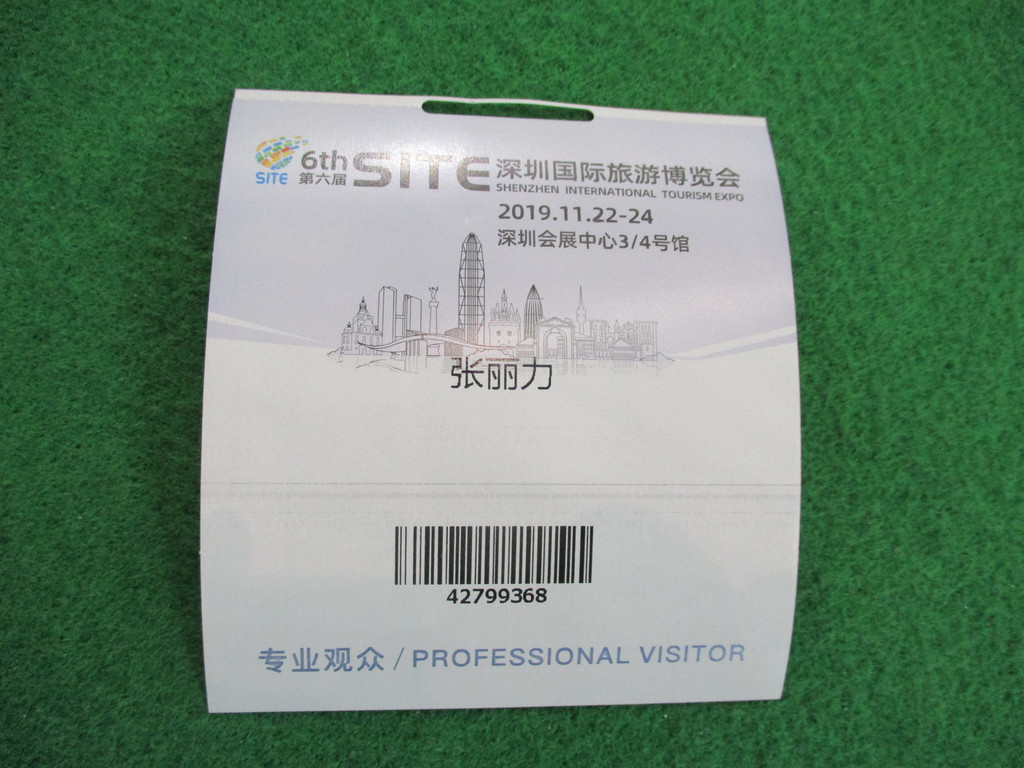 SITE
6th
第六届
SITE
深圳国际旅游博览会
SHENZHEN INTERNATIONAL TOURISM EXPO
2019.11.22-24
深圳会展中心3/4号馆
张丽力
42799368
专业观众 / PROFESSIONAL VISITOR